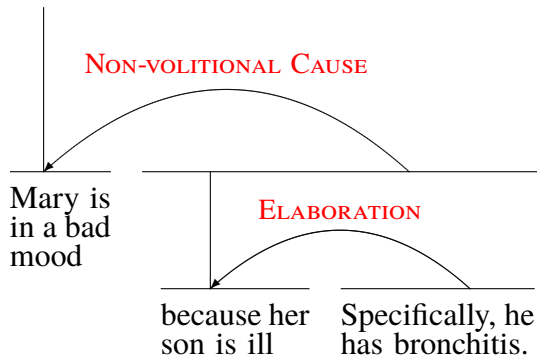 NON-VOLITIONAL CAUSE
Mary is
in a bad
mood
ELABORATION
because her
son is ill
Specifically, he
has bronchitis.